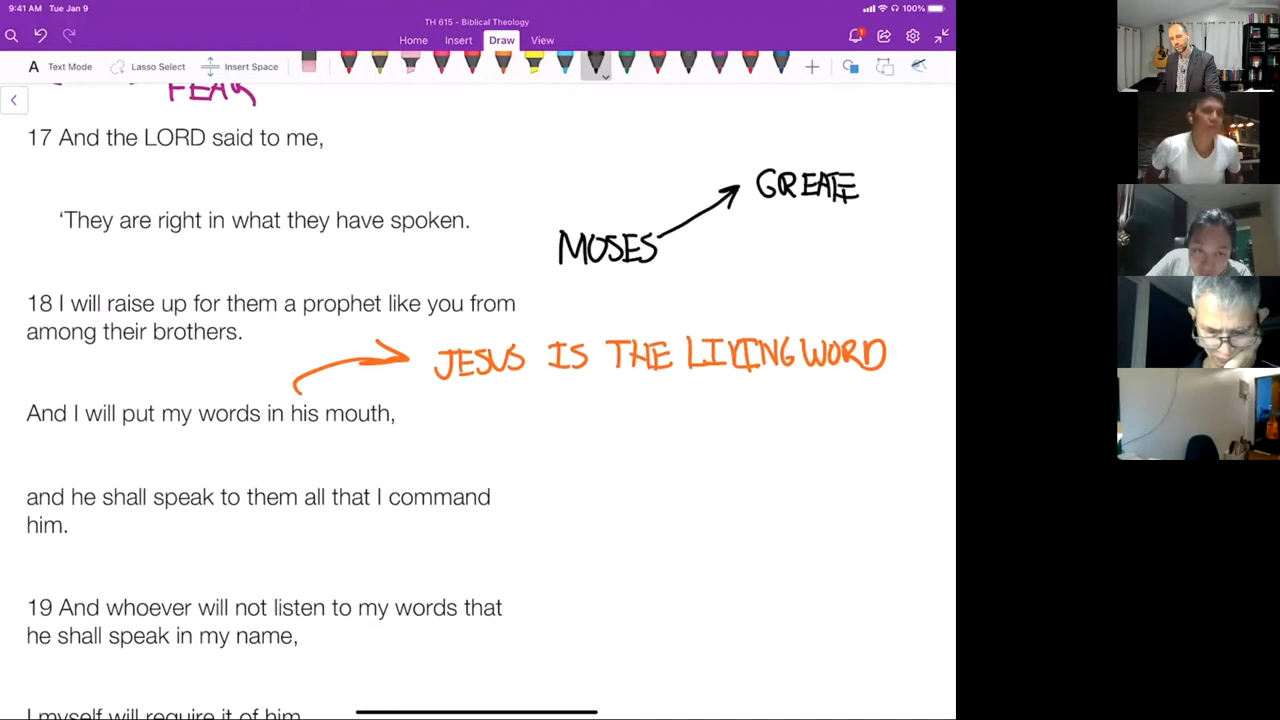 9:41 AM Tue Jan 9
100%
TH 615 - Biblical Theology
Home Insert Draw View
1
A Text Mode Lasso Select Insert Space
FEAR
17 And the LORD said to me,
GREATE
‘They are right in what they have spoken.
MOSES
18 I will raise up for them a prophet like you from
among their brothers.
JESUS IS THE LIVING WORD
And I will put my words in his mouth,
and he shall speak to them all that I command
him.
19 And whoever will not listen to my words that
he shall speak in my name,
I myself will require it of him.